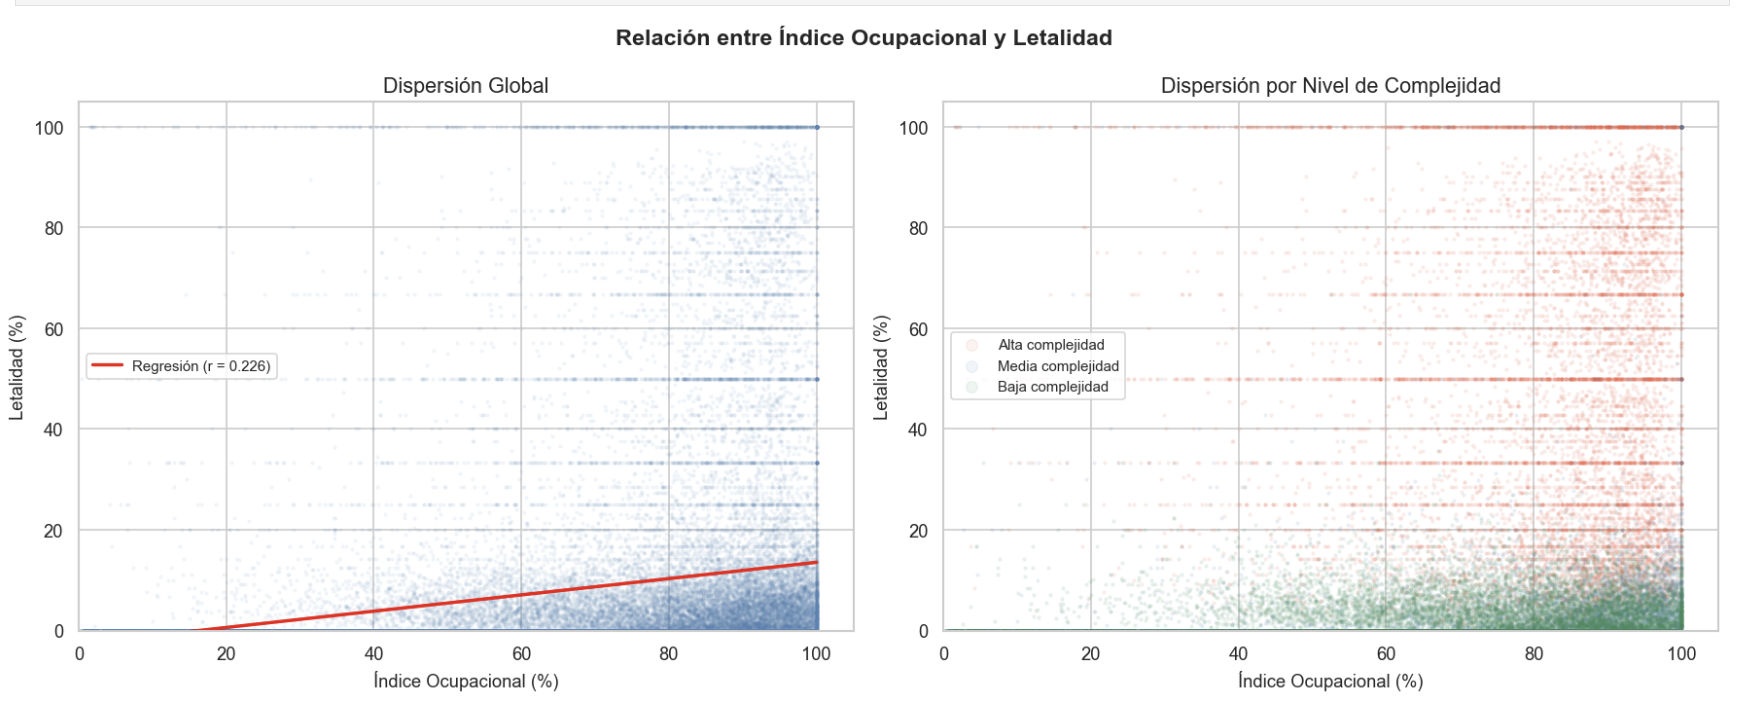 Relación entre Índice Ocupacional y Letalidad
Dispersión Global
Letalidad (%)
100
80
60
40
20
0
Regresión (r = 0.226)
0 20 40 60 80 100
Índice Ocupacional (%)
Dispersión por Nivel de Complejidad
Letalidad (%)
100
80
60
40
20
0
Alta complejidad
Media complejidad
Baja complejidad
0 20 40 60 80 100
Índice Ocupacional (%)